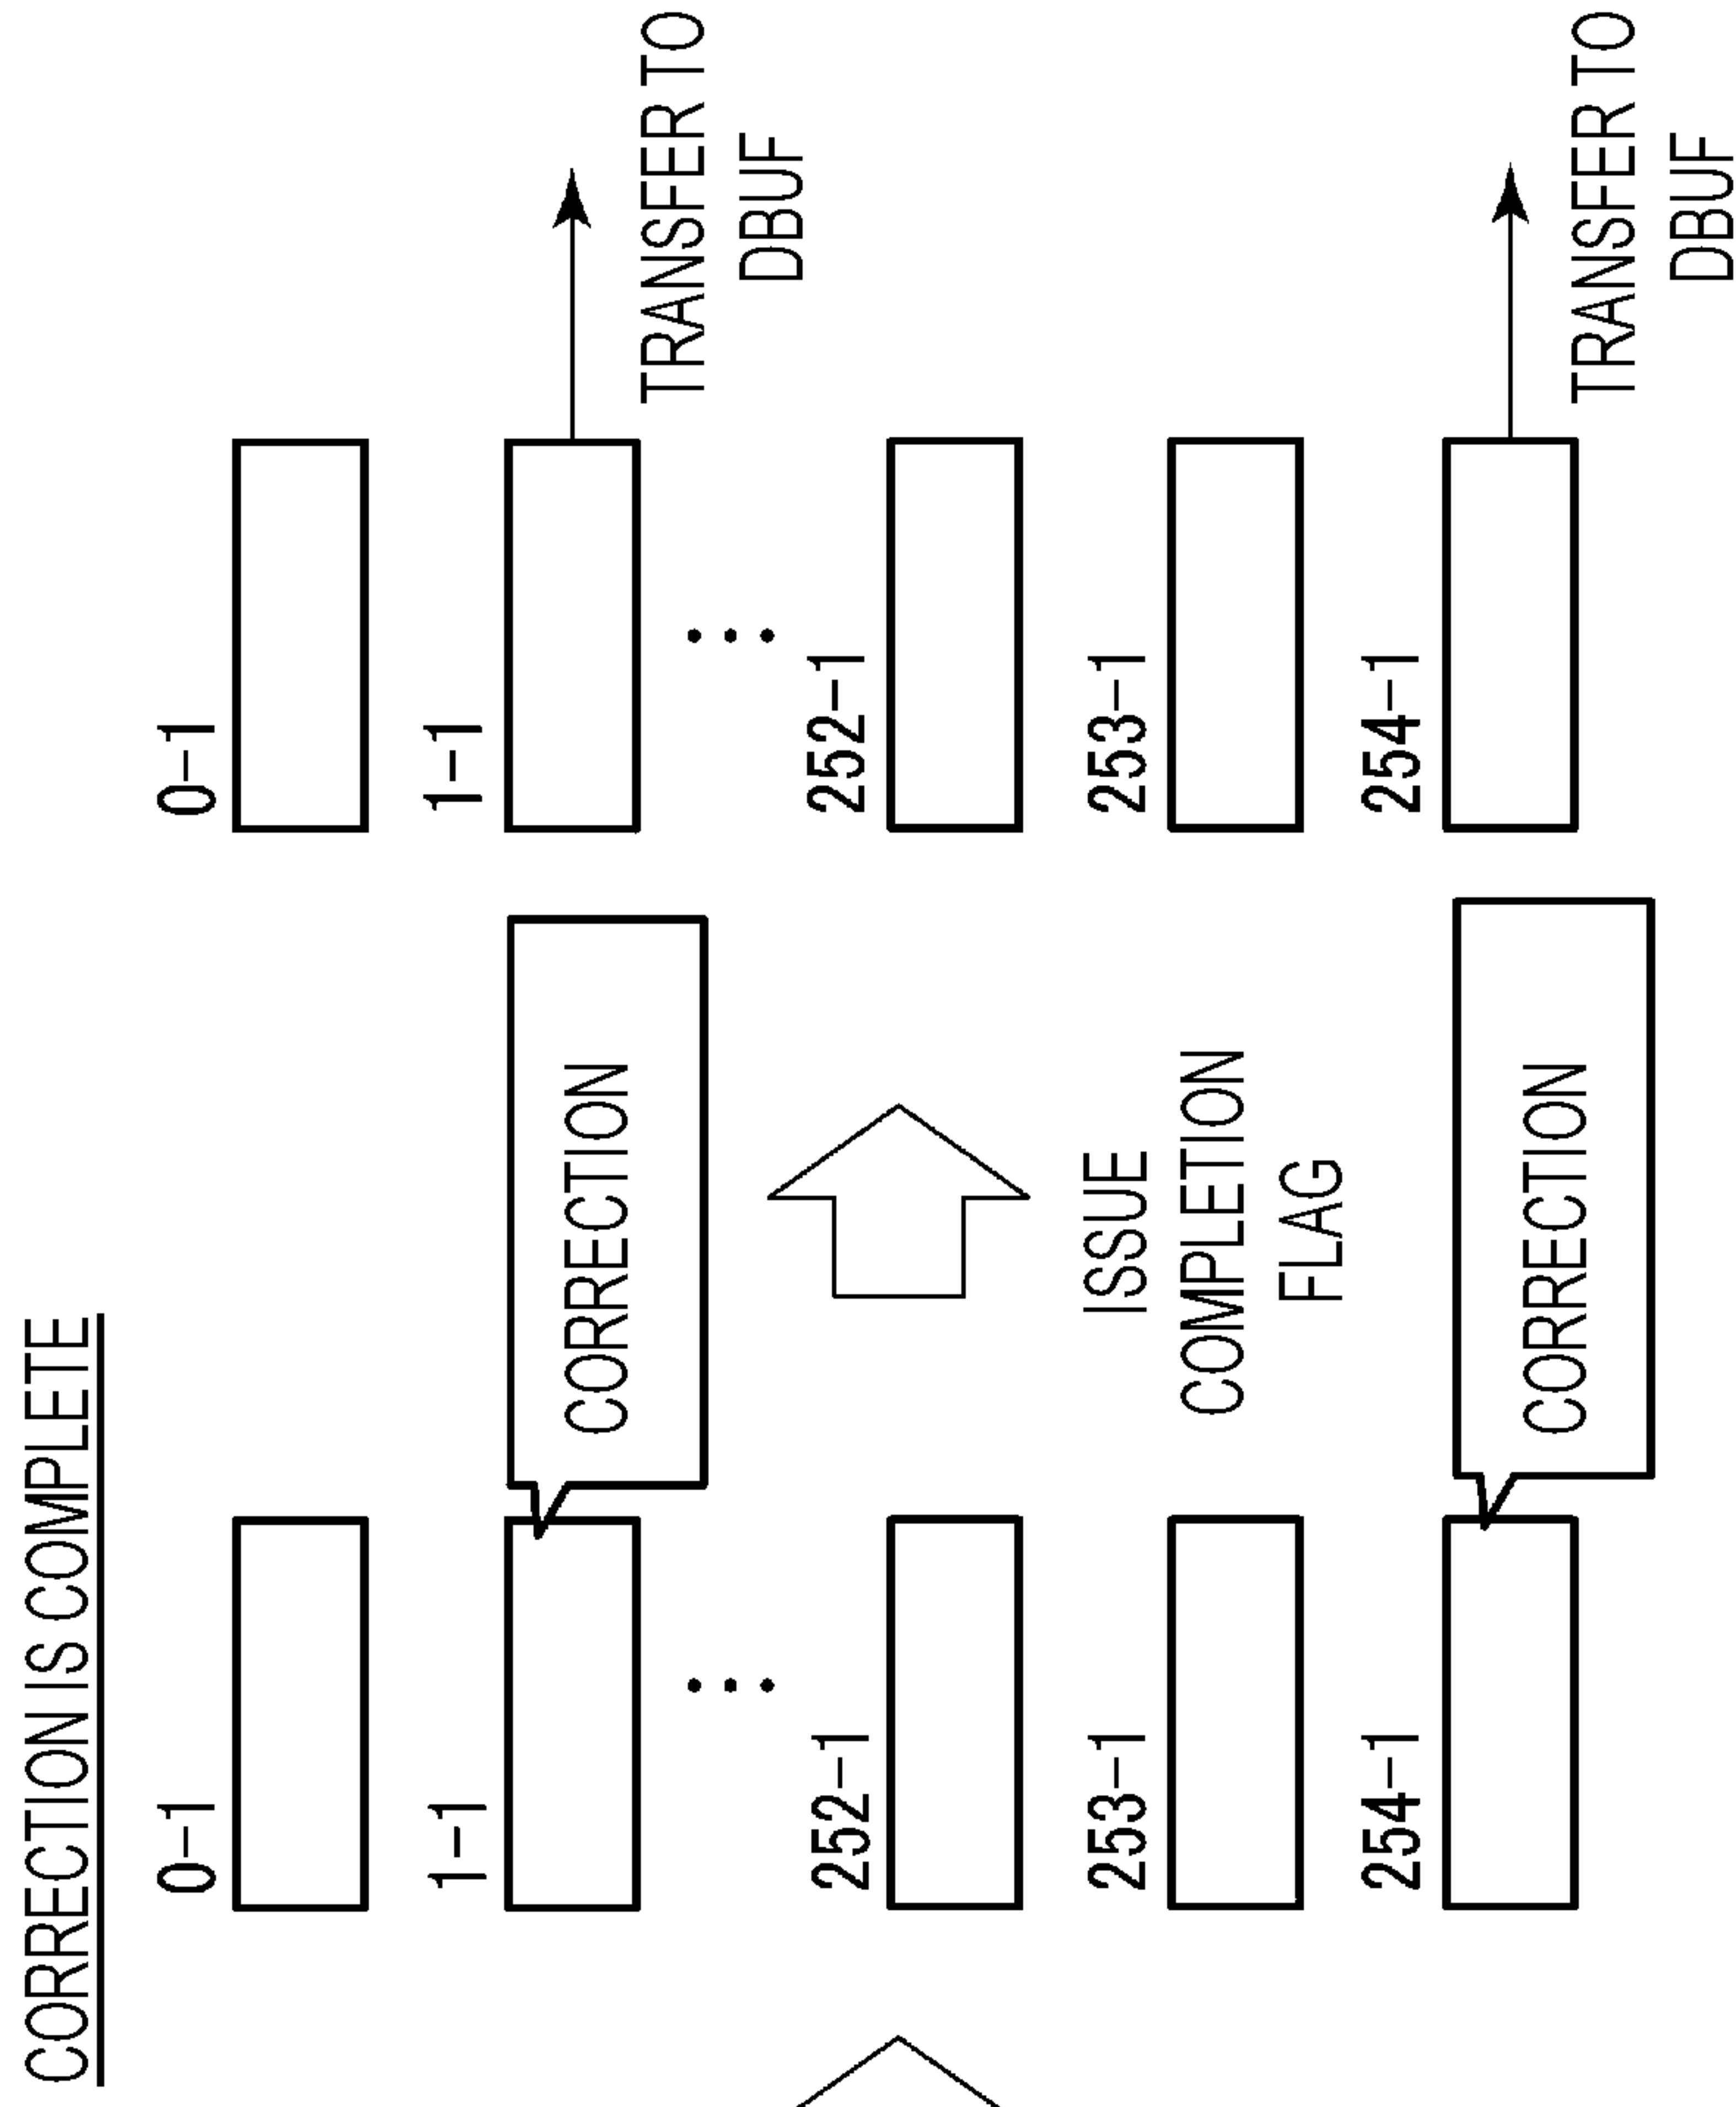 CORRECTION IS COMPLETE
0-1
1-1
CORRECTION
252-1
253-1
254-1
CORRECTION
ISSUE
COMPLETION
FLAG
0-1
1-1
TRANSFER TO
DBUF
252-1
253-1
254-1
TRANSFER TO
DBUF